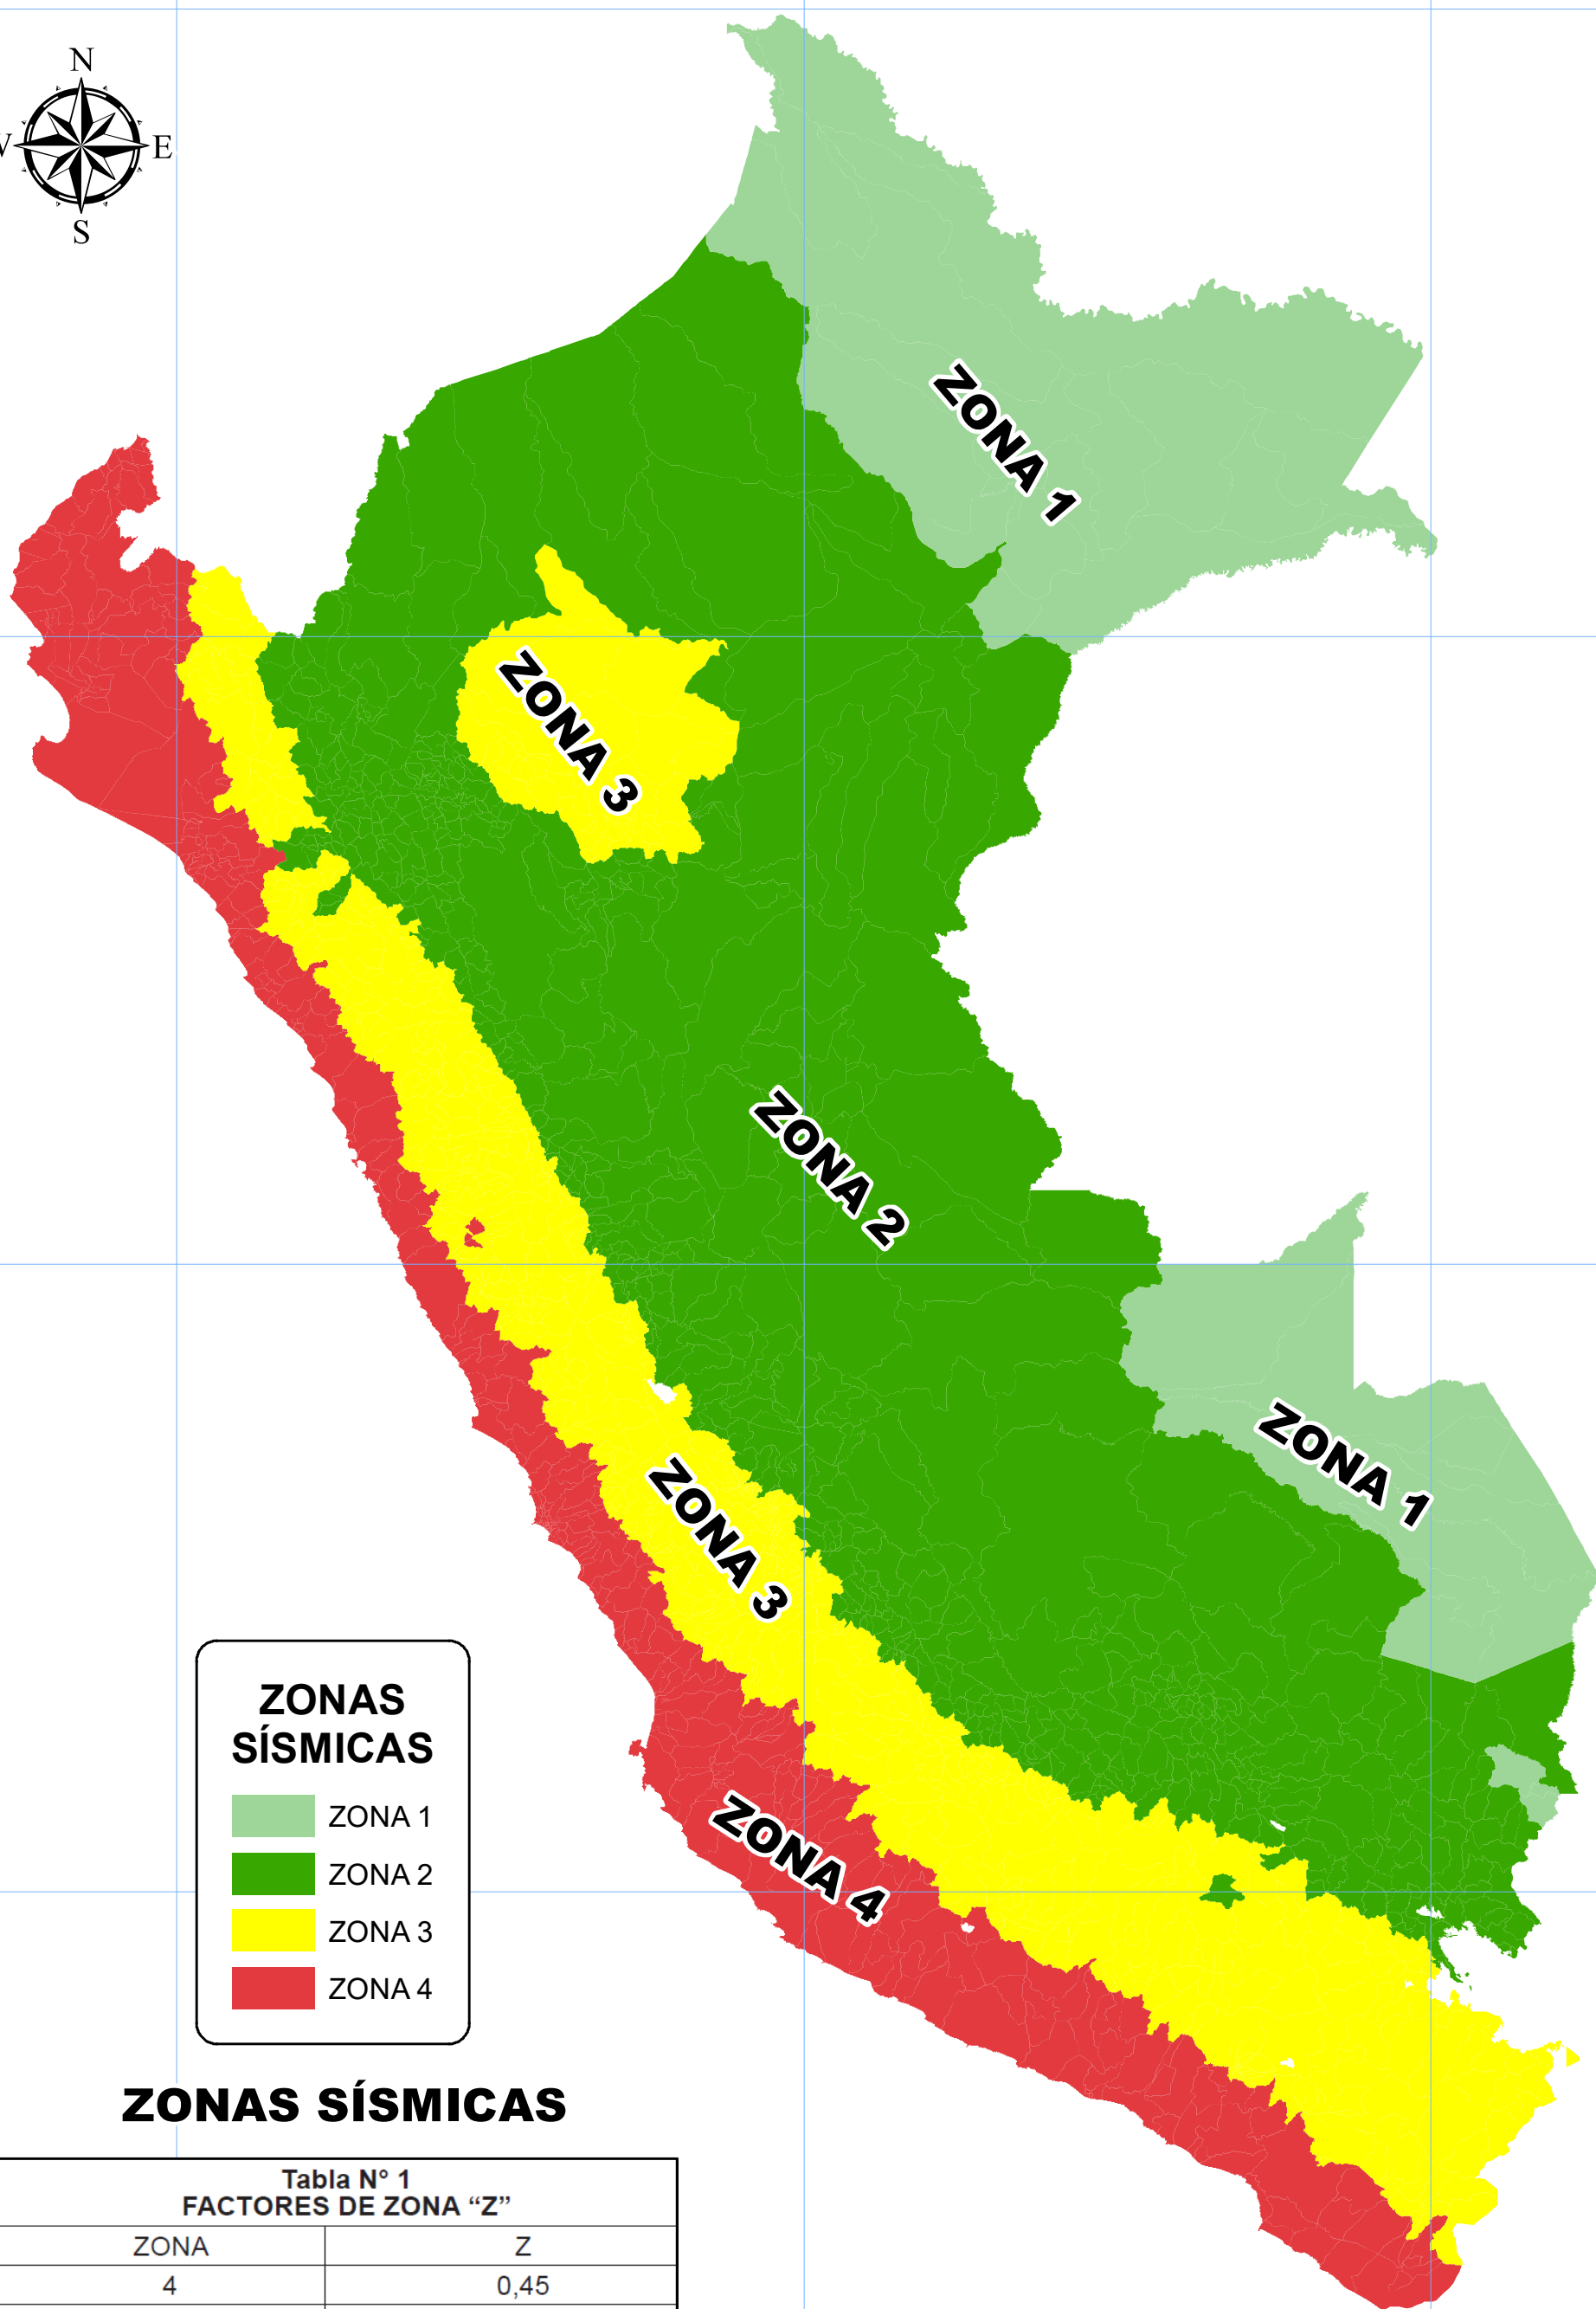 N
E
S
ZONA 1
ZONA 3
ZONA 2
ZONA 1
ZONA 3
ZONA 4
ZONAS
SÍSMICAS
ZONA 1
ZONA 2
ZONA 3
ZONA 4
ZONAS SÍSMICAS
Tabla N° 1
FACTORES DE ZONA “Z”
ZONA Z
4 0,45